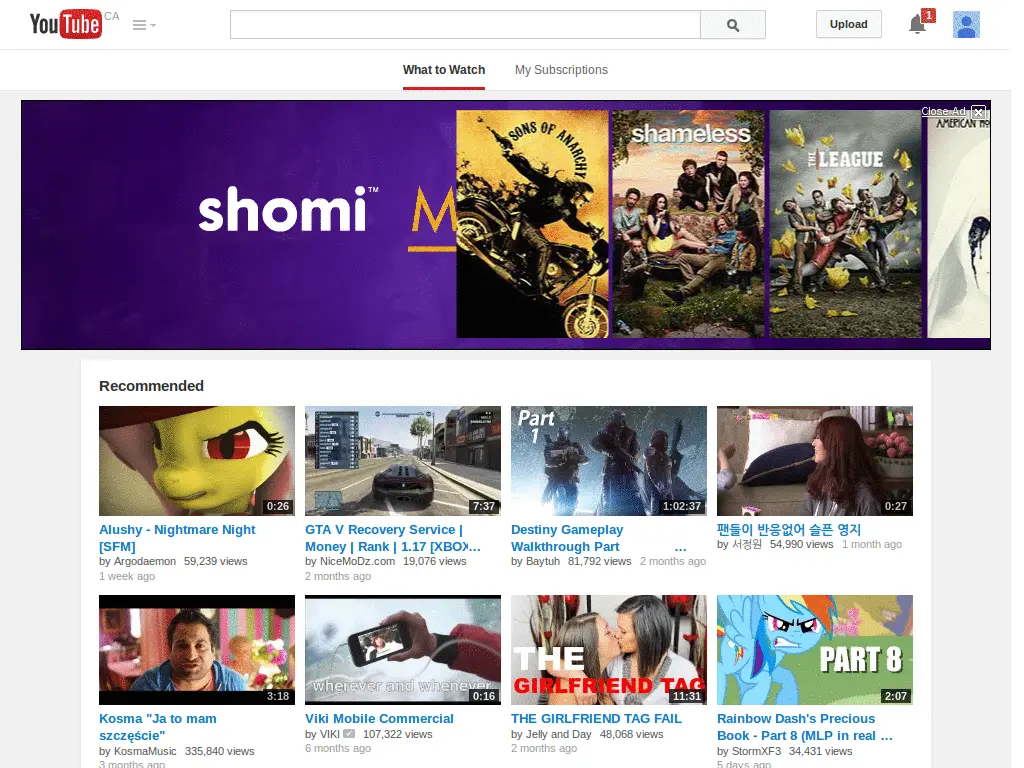 YouTube CA
Upload
1
What to Watch
My Subscriptions
Close Ad
shomi™ M
SONS OF ANARCHY
shameless
THE LEAGUE
AMERICAN
Recommended
0:26
7:37
Part
1
1:02:37
0:27
Alushy - Nightmare Night
[SFM]
by Argodaemon 59,239 views
1 week ago
GTA V Recovery Service |
Money | Rank | 1.17 [XBOX...
by NiceMoDz.com 19,076 views
2 months ago
Destiny Gameplay
Walkthrough Part ...
by Baytuh 81,792 views 2 months ago
팬들이 반응없어 슬픈 영지
by 서정원 54,990 views 1 month ago
3:18
wherever and whenever
0:16
THE
GIRLFRIEND TAG
11:31
PART 8
2:07
Kosma "Ja to mam
szczęście"
by KosmaMusic 335,840 views
3 months ago
Viki Mobile Commercial
by VIKI 107,322 views
6 months ago
THE GIRLFRIEND TAG FAIL
by Jelly and Day 48,068 views
2 months ago
Rainbow Dash's Precious
Book - Part 8 (MLP in real ...
by StormXF3 34,431 views
5 days ago